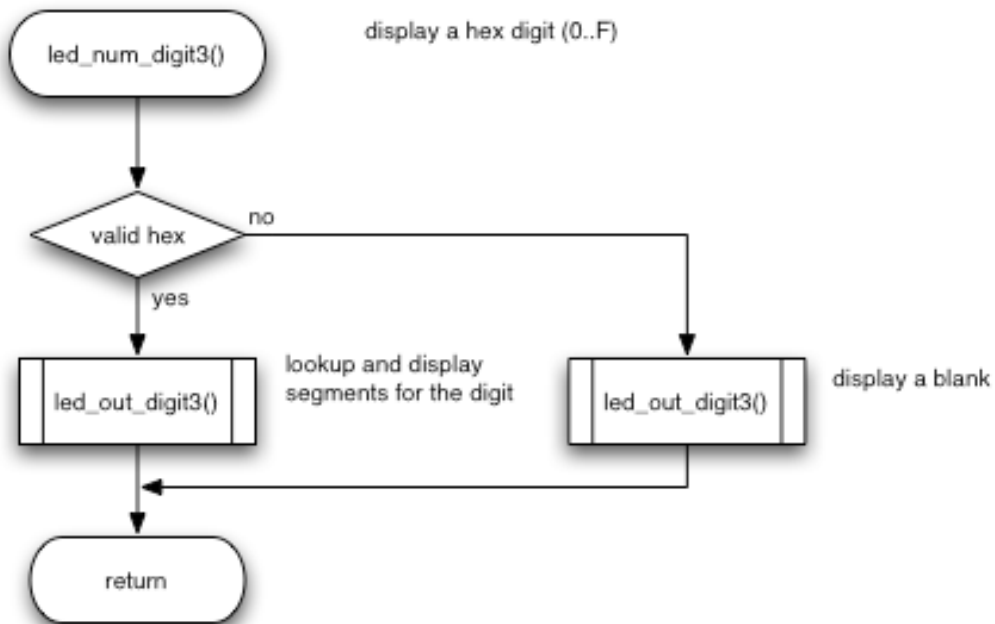 led_num_digit3()
display a hex digit (0..F)
valid hex
no
yes
led_out_digit3()
lookup and display
segments for the digit
led_out_digit3()
display a blank
return